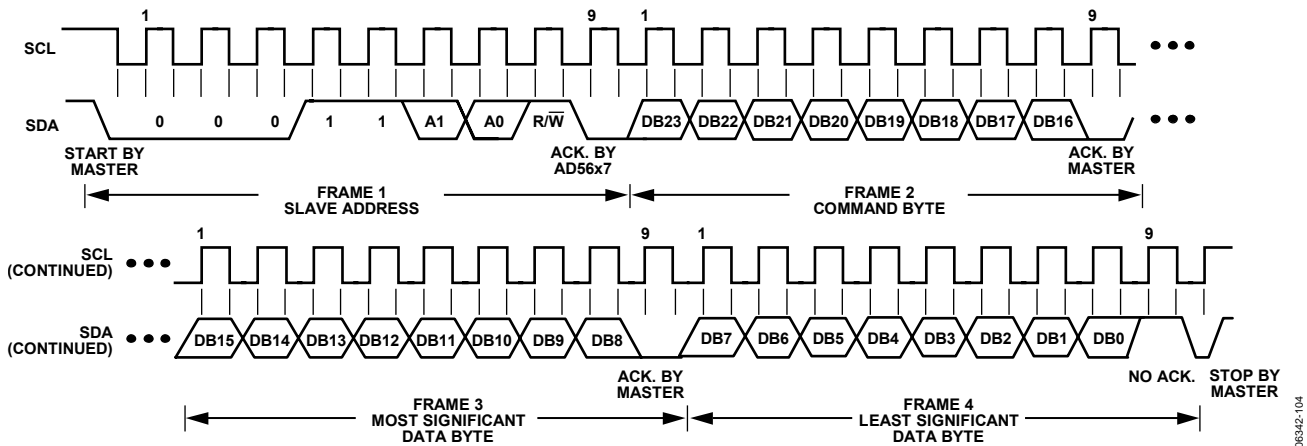 1 9 1 9
SCL
SDA 0 0 0 1 1 A1 A0 R/W̅ DB23 DB22 DB21 DB20 DB19 DB18 DB17 DB16
START BY
MASTER
ACK. BY
AD56x7
ACK. BY
MASTER
FRAME 1
SLAVE ADDRESS
FRAME 2
COMMAND BYTE
1 9 1 9
SCL
(CONTINUED)
SDA
(CONTINUED)
DB15 DB14 DB13 DB12 DB11 DB10 DB9 DB8 DB7 DB6 DB5 DB4 DB3 DB2 DB1 DB0
ACK. BY
MASTER
NO ACK.
STOP BY
MASTER
FRAME 3
MOST SIGNIFICANT
DATA BYTE
FRAME 4
LEAST SIGNIFICANT
DATA BYTE
06342-104